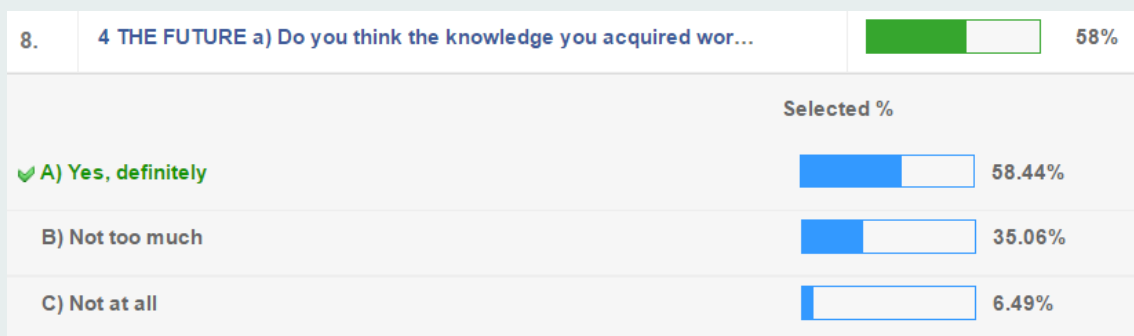 8. 4 THE FUTURE a) Do you think the knowledge you acquired wor... 58%
Selected %
A) Yes, definitely 58.44%
B) Not too much 35.06%
C) Not at all 6.49%